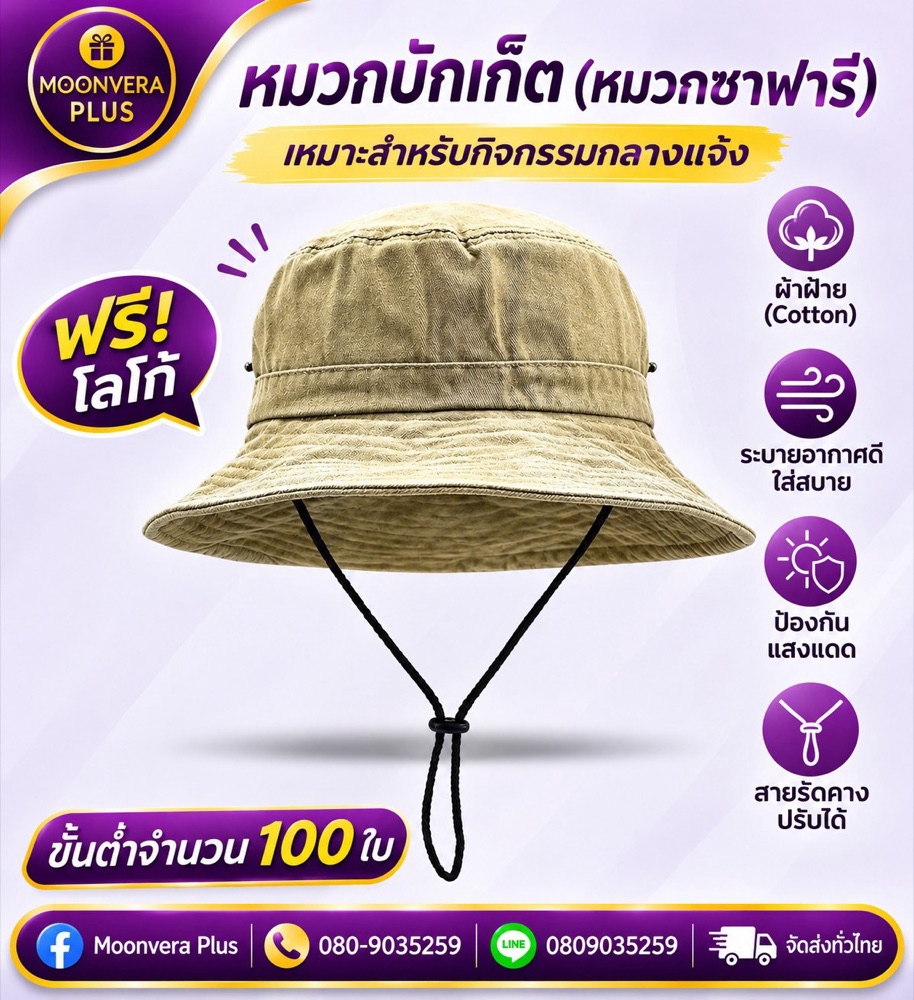 MOONVERA
PLUS
หมวกบักเก็ต (หมวกซาฟารี)
เหมาะสำหรับกิจกรรมกลางแจ้ง
ฟรี!
โลโก้
ผ้าฝ้าย
(Cotton)
ระบายอากาศดี
ใส่สบาย
ป้องกัน
แสงแดด
สายรัดคาง
ปรับได้
ขั้นต่ำจำนวน 100 ใบ
Moonvera Plus
080-9035259
LINE
0809035259
จัดส่งทั่วไทย